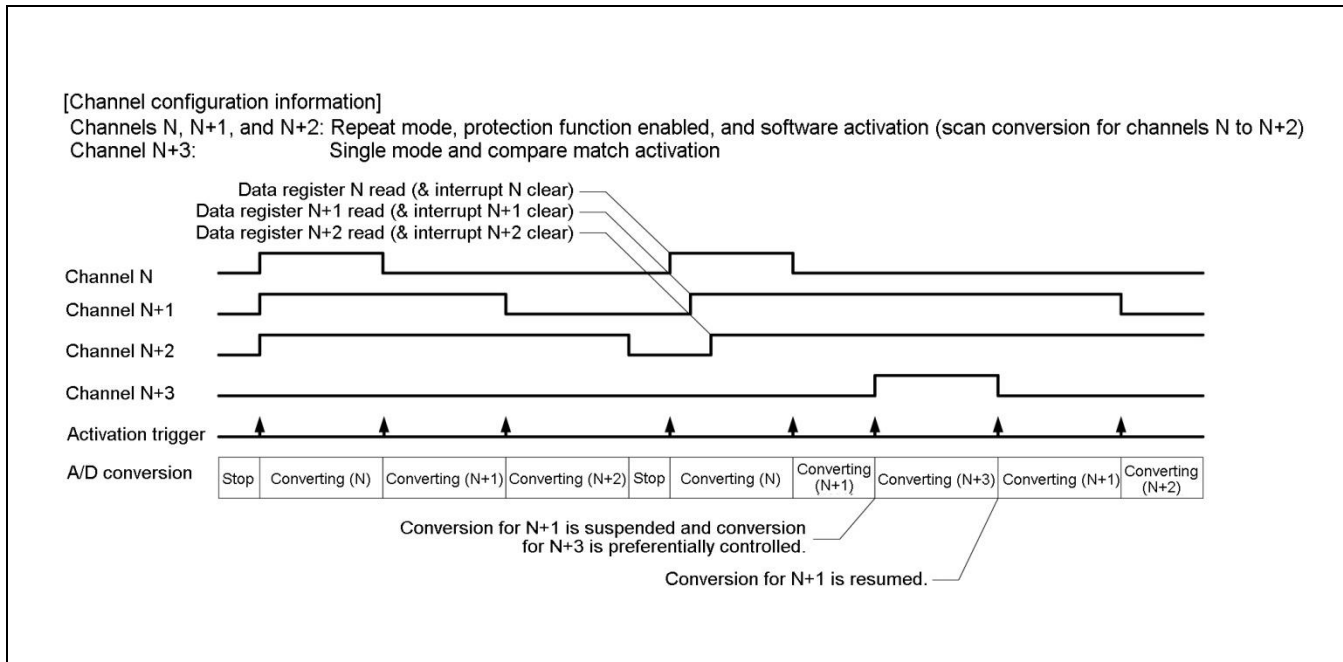 [Channel configuration information]
Channels N, N+1, and N+2: Repeat mode, protection function enabled, and software activation (scan conversion for channels N to N+2)
Channel N+3: Single mode and compare match activation
Data register N read (& interrupt N clear)
Data register N+1 read (& interrupt N+1 clear)
Data register N+2 read (& interrupt N+2 clear)
Channel N
Channel N+1
Channel N+2
Channel N+3
Activation trigger
A/D conversion
Stop
Converting (N)
Converting (N+1)
Converting (N+2)
Stop
Converting (N)
Converting
(N+1)
Converting (N+3)
Converting (N+1)
Converting
(N+2)
Conversion for N+1 is suspended and conversion
for N+3 is preferentially controlled.
Conversion for N+1 is resumed.